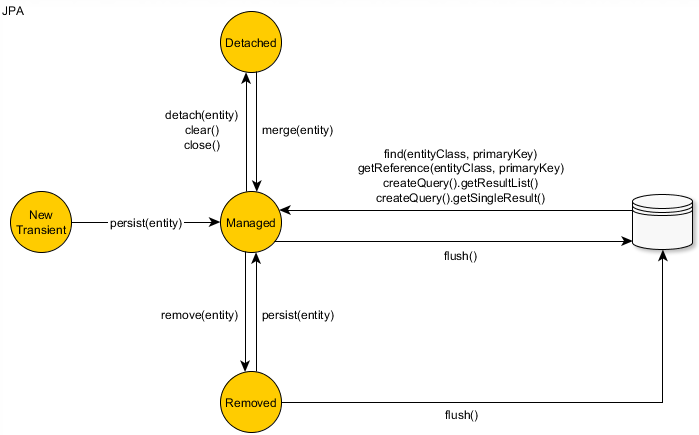 JPA
Detached
detach(entity)
clear()
close()
merge(entity)
find(entityClass, primaryKey)
getReference(entityClass, primaryKey)
createQuery().getResultList()
createQuery().getSingleResult()
New
Transient
persist(entity)
Managed
flush()
remove(entity)
persist(entity)
Removed
flush()